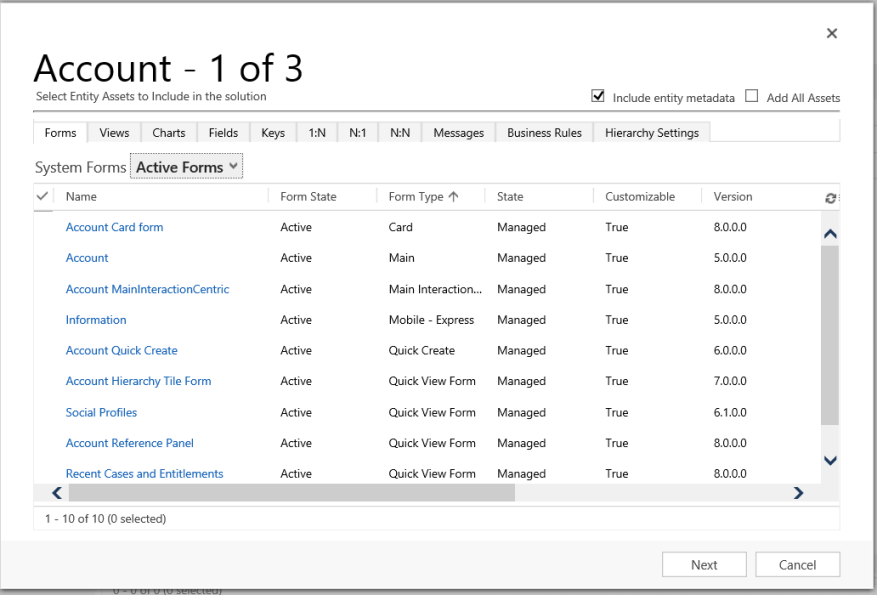 Account - 1 of 3
Select Entity Assets to Include in the solution
Include entity metadata Add All Assets
Forms Views Charts Fields Keys 1:N N:1 N:N Messages Business Rules Hierarchy Settings
System Forms Active Forms
Name Form State Form Type State Customizable Version
Account Card form Active Card Managed True 8.0.0.0
Account Active Main Managed True 5.0.0.0
Account MainInteractionCentric Active Main Interaction... Managed True 8.0.0.0
Information Active Mobile - Express Managed True 5.0.0.0
Account Quick Create Active Quick Create Managed True 6.0.0.0
Account Hierarchy Tile Form Active Quick View Form Managed True 7.0.0.0
Social Profiles Active Quick View Form Managed True 6.1.0.0
Account Reference Panel Active Quick View Form Managed True 8.0.0.0
Recent Cases and Entitlements Active Quick View Form Managed True 8.0.0.0
1 - 10 of 10 (0 selected)
Next Cancel
0 - 0 of 0 (0 selected)